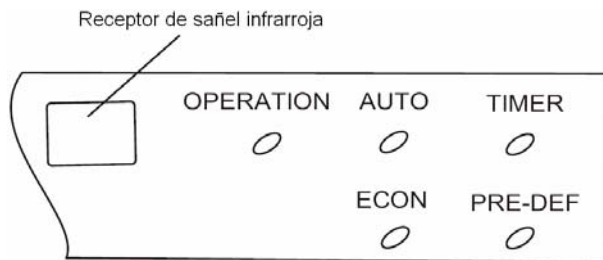 Receptor de sañel infrarroja
OPERATION AUTO TIMER
ECON PRE-DEF